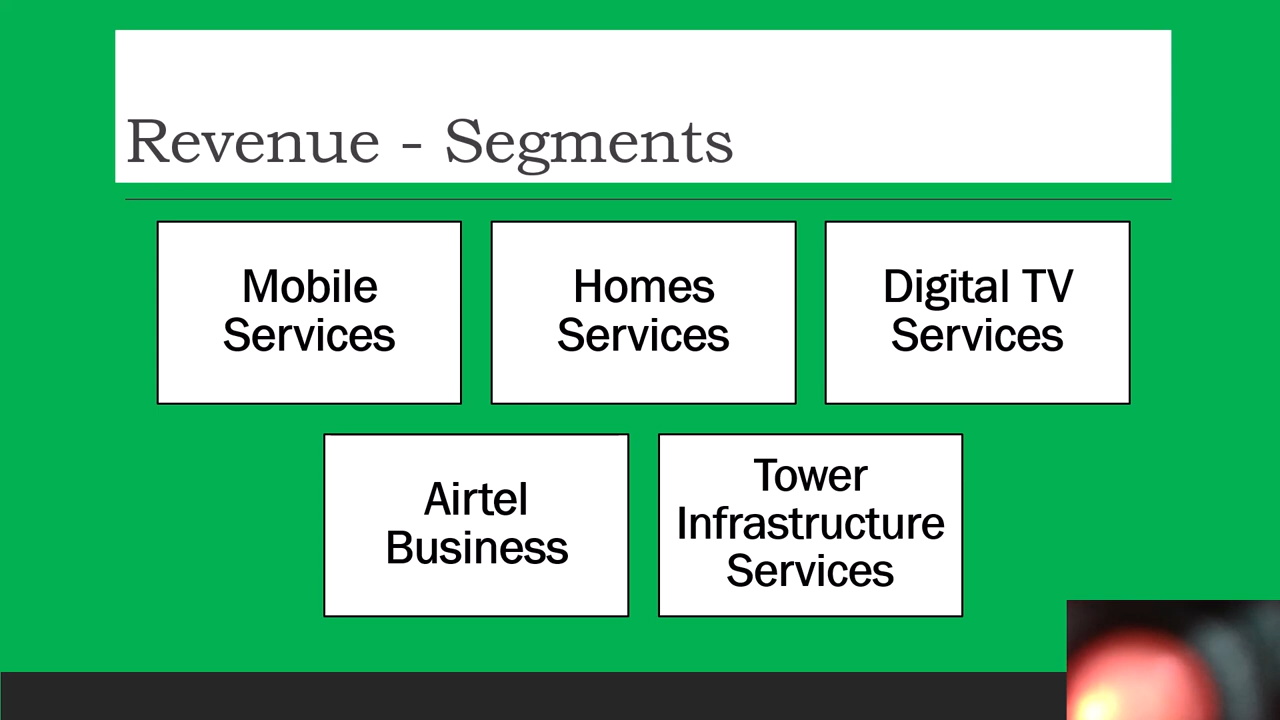 Revenue - Segments
Mobile
Services
Homes
Services
Digital TV
Services
Airtel
Business
Tower
Infrastructure
Services